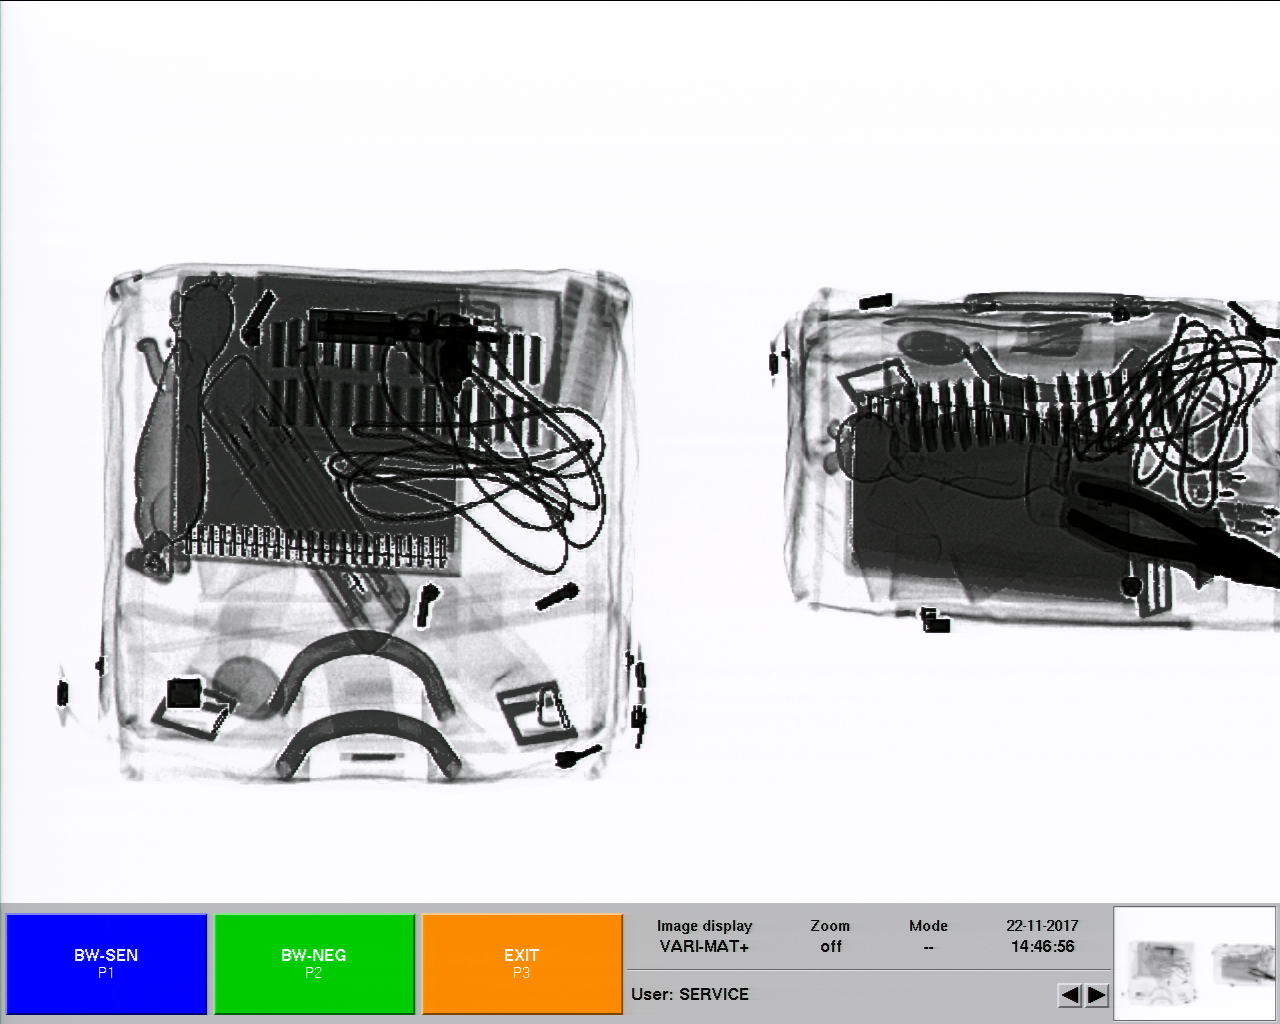 BW-SEN
P1
BW-NEG
P2
EXIT
P3
Image display
VARI-MAT+
Zoom
off
Mode
--
22-11-2017
14:46:56
User: SERVICE